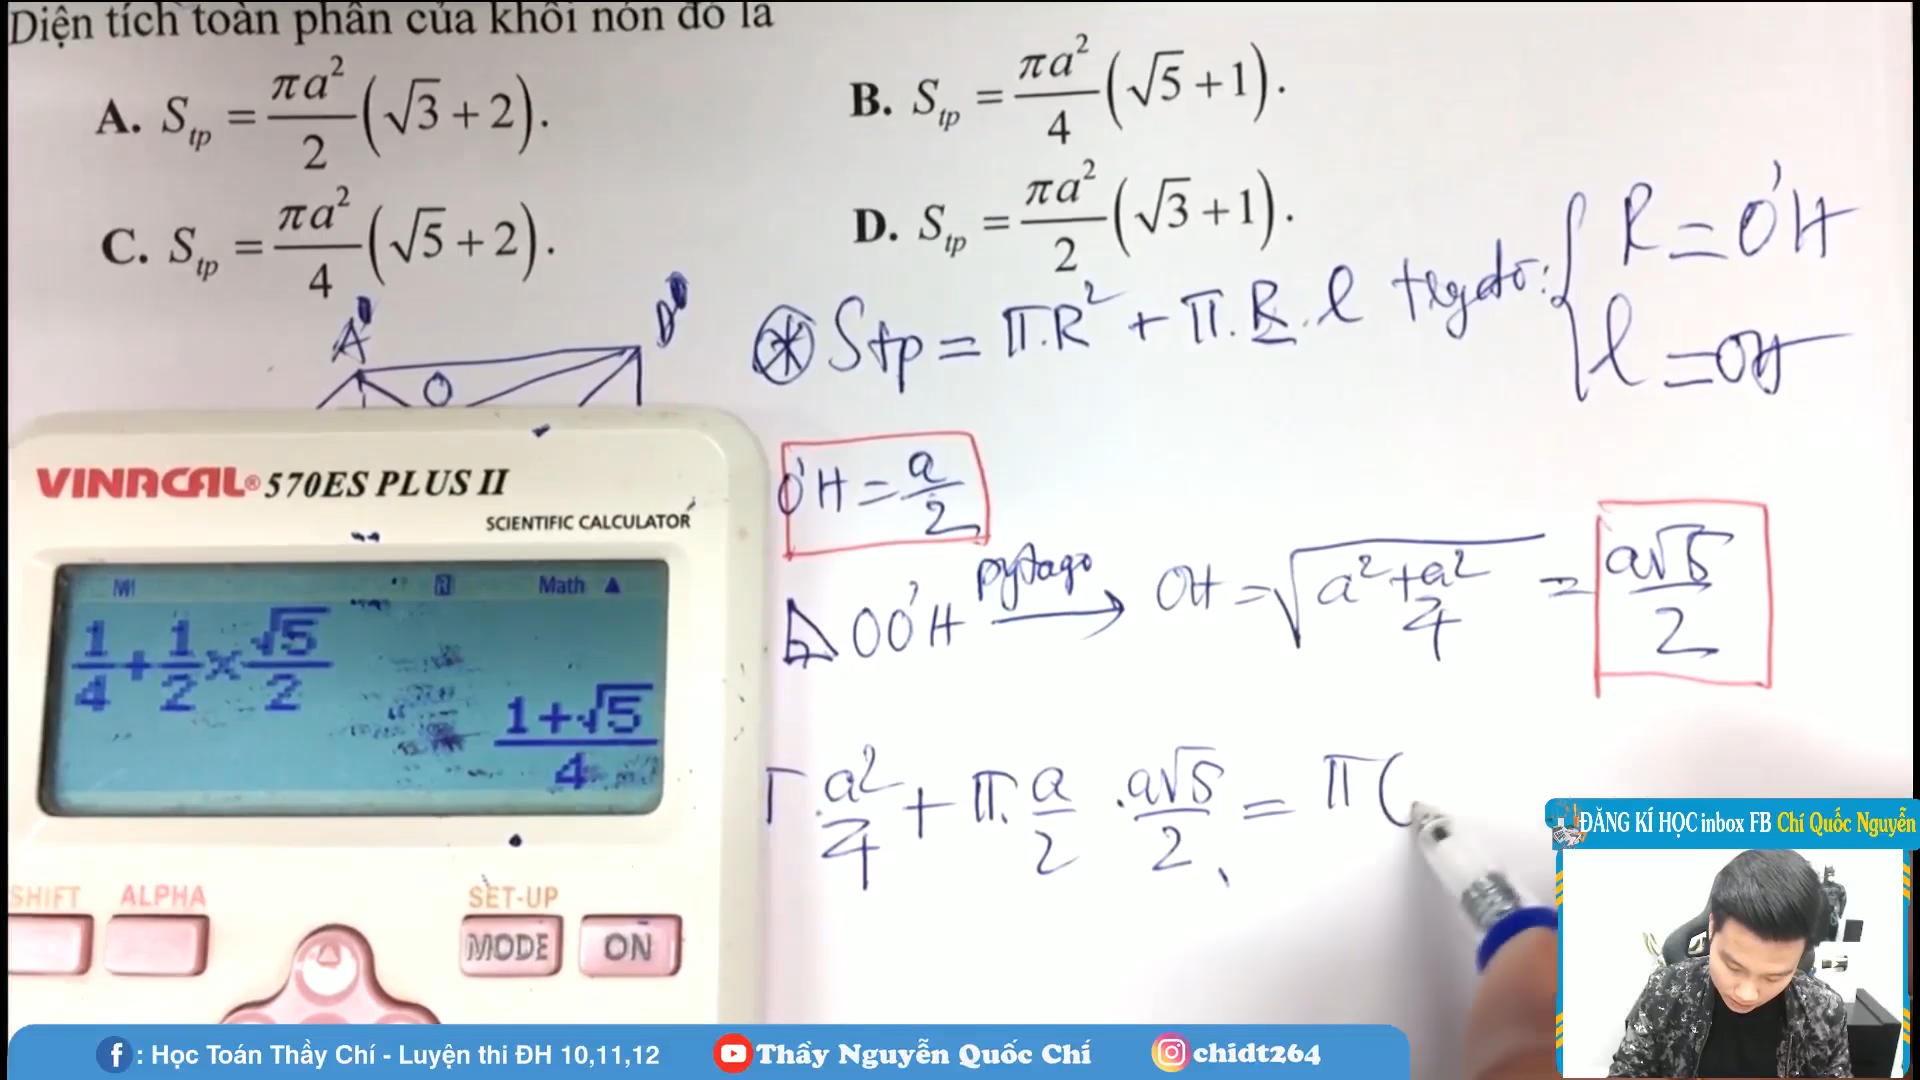 Diện tích toàn phần của khối nón đó là
A. S_tp = πa²/2 (√3 + 2).
B. S_tp = πa²/4 (√5 + 1).
C. S_tp = πa²/4 (√5 + 2).
D. S_tp = πa²/2 (√3 + 1).
A' D'
O
⊛ Stp = π.R² + π.R.l
R = O'H
l = OH
O'H = a/2
OO'H pytago → OH = √(a² + a²/4) = a√5/2
. a²/4 + π. a/2 . a√5/2 = π (
VINACAL® 570ES PLUS II
SCIENTIFIC CALCULATOR
M Math ▲
1/4 + 1/2 × √5/2
1+√5/4
SHIFT ALPHA SET-UP
MODE ON
ĐĂNG KÍ HỌC inbox FB Chí Quốc Nguyễn
f : Học Toán Thầy Chí - Luyện thi ĐH 10,11,12
Thầy Nguyễn Quốc Chí
chidt264